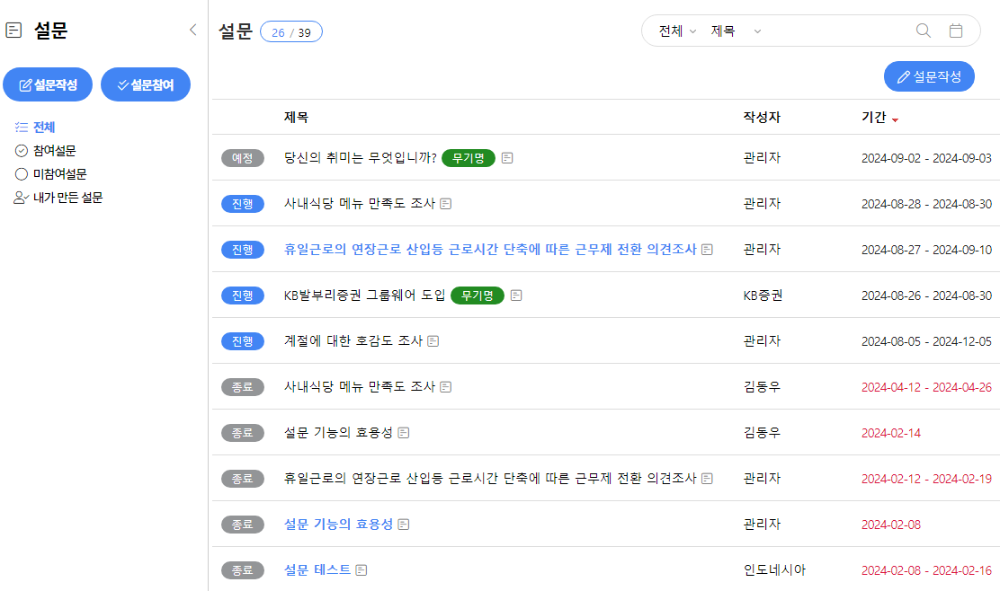 설문
설문작성
설문참여
전체
참여설문
미참여설문
내가 만든 설문
설문 26 / 39
전체 제목
설문작성
제목 작성자 기간
예정 당신의 취미는 무엇입니까? 무기명 관리자 2024-09-02 - 2024-09-03
진행 사내식당 메뉴 만족도 조사 관리자 2024-08-28 - 2024-08-30
진행 휴일근로의 연장근로 산입등 근로시간 단축에 따른 근무제 전환 의견조사 관리자 2024-08-27 - 2024-09-10
진행 KB발부리증권 그룹웨어 도입 무기명 KB증권 2024-08-26 - 2024-08-30
진행 계절에 대한 호감도 조사 관리자 2024-08-05 - 2024-12-05
종료 사내식당 메뉴 만족도 조사 김동우 2024-04-12 - 2024-04-26
종료 설문 기능의 효용성 김동우 2024-02-14
종료 휴일근로의 연장근로 산입등 근로시간 단축에 따른 근무제 전환 의견조사 관리자 2024-02-12 - 2024-02-19
종료 설문 기능의 효용성 관리자 2024-02-08
종료 설문 테스트 인도네시아 2024-02-08 - 2024-02-16